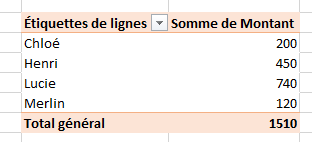 Étiquettes de lignes Somme de Montant
Chloé 200
Henri 450
Lucie 740
Merlin 120
Total général 1510